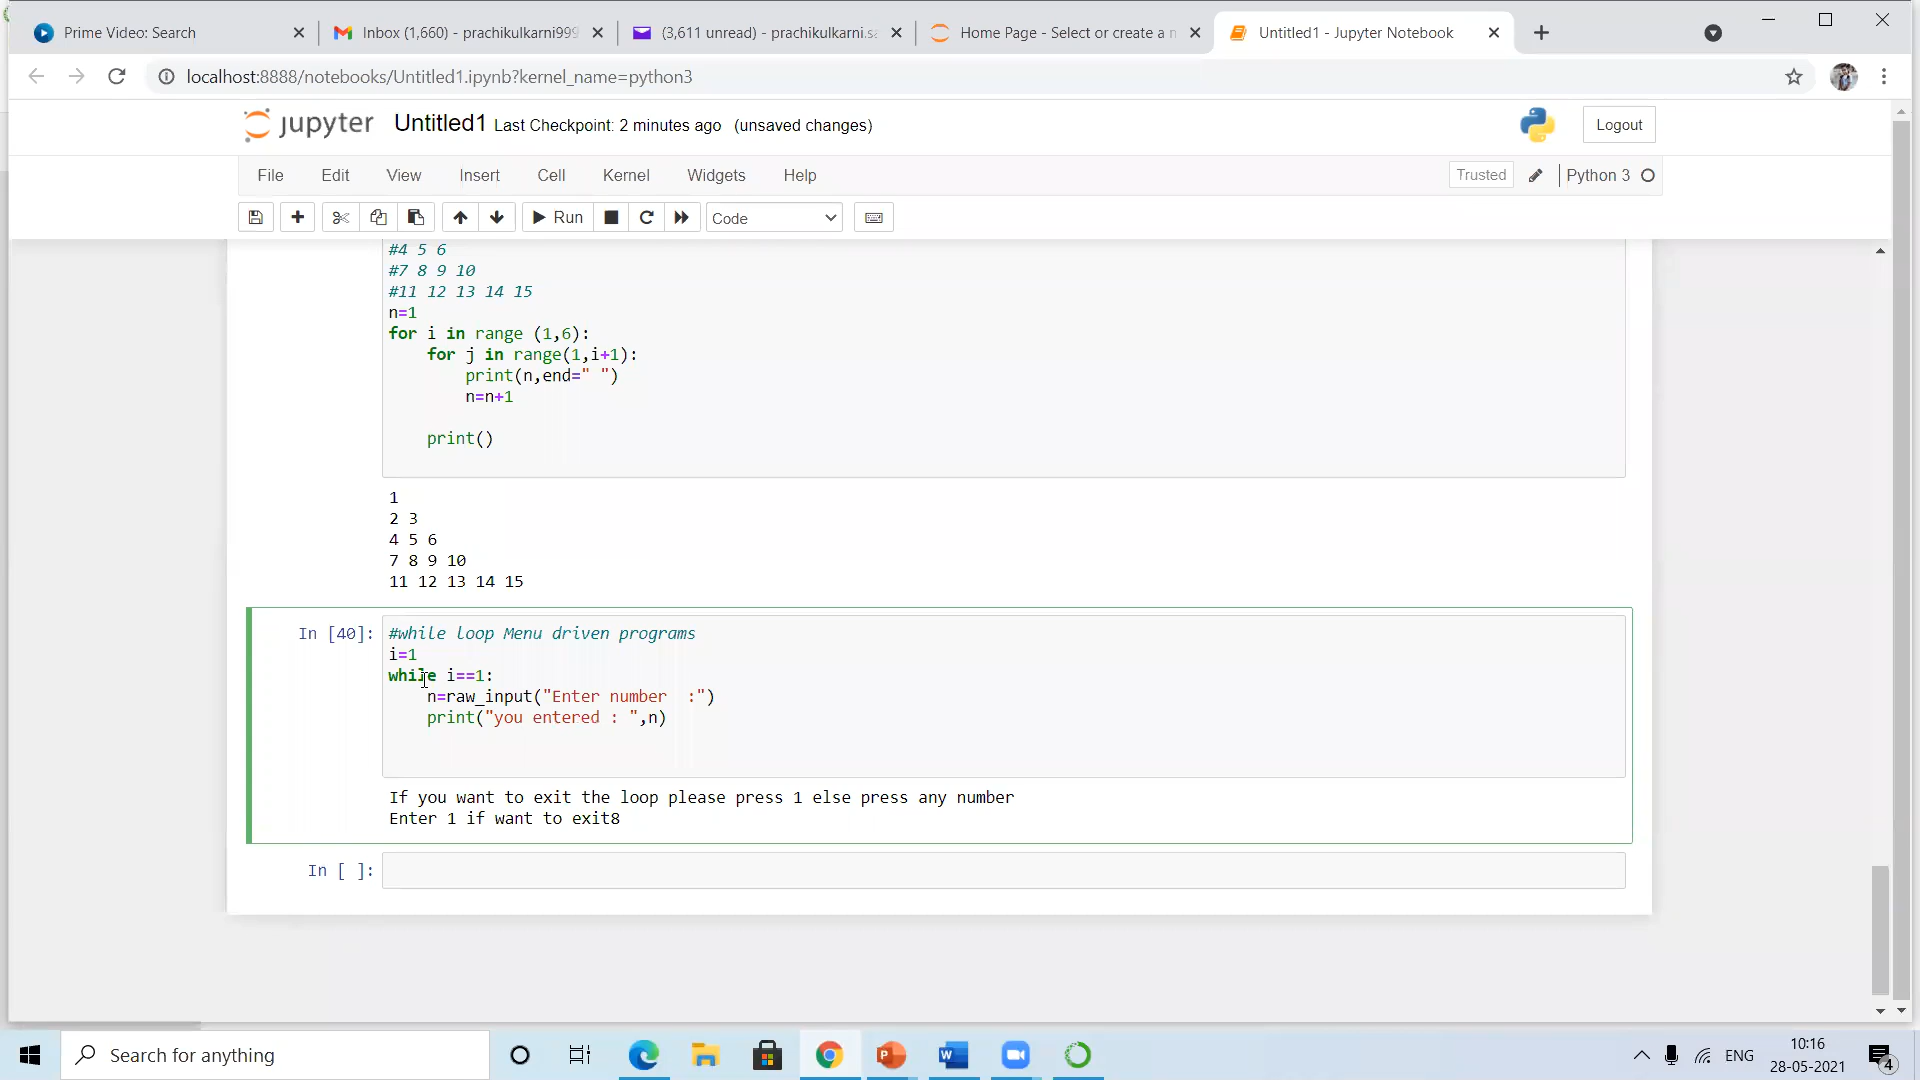 Prime Video: Search
Inbox (1,660) - prachikulkarni999
(3,611 unread) - prachikulkarni.sa
Home Page - Select or create a n
Untitled1 - Jupyter Notebook
localhost:8888/notebooks/Untitled1.ipynb?kernel_name=python3
jupyter Untitled1 Last Checkpoint: 2 minutes ago (unsaved changes)
Logout
File Edit View Insert Cell Kernel Widgets Help
Trusted Python 3
Run Code
#4 5 6
#7 8 9 10
#11 12 13 14 15
n=1
for i in range (1,6):
    for j in range(1,i+1):
        print(n,end=" ")
        n=n+1
    print()
1
2 3
4 5 6
7 8 9 10
11 12 13 14 15
In [40]: #while loop Menu driven programs
i=1
while i==1:
    n=raw_input("Enter number  :")
    print("you entered : ",n)
If you want to exit the loop please press 1 else press any number
Enter 1 if want to exit8
In [ ]:
Search for anything
ENG
10:16
28-05-2021
4